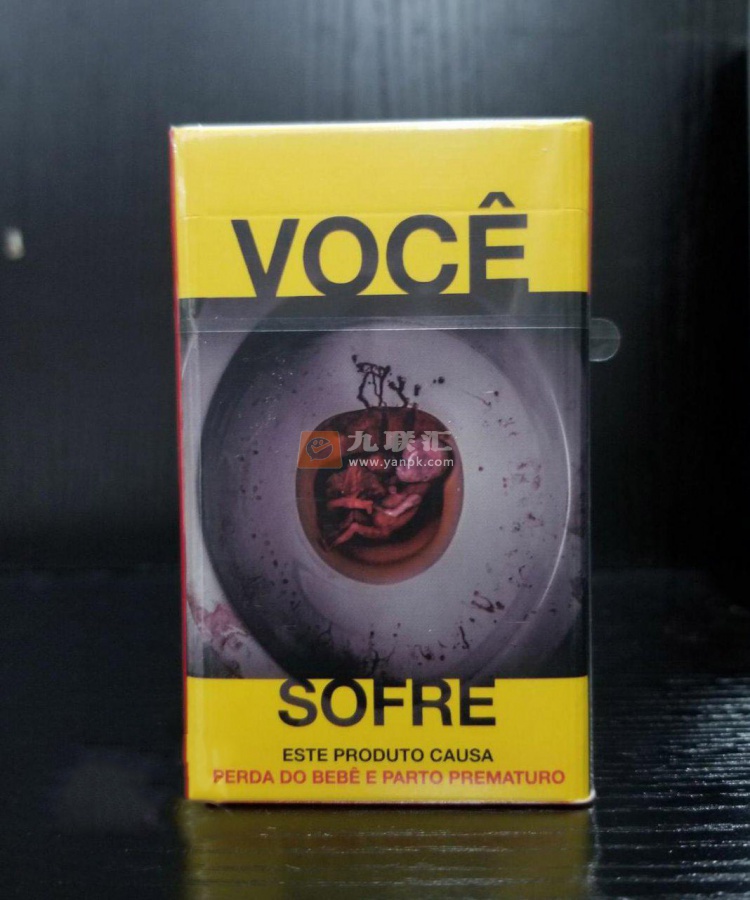 VOCÊ
九联汇
www.yanpk.com
SOFRE
ESTE PRODUTO CAUSA
PERDA DO BEBÊ E PARTO PREMATURO